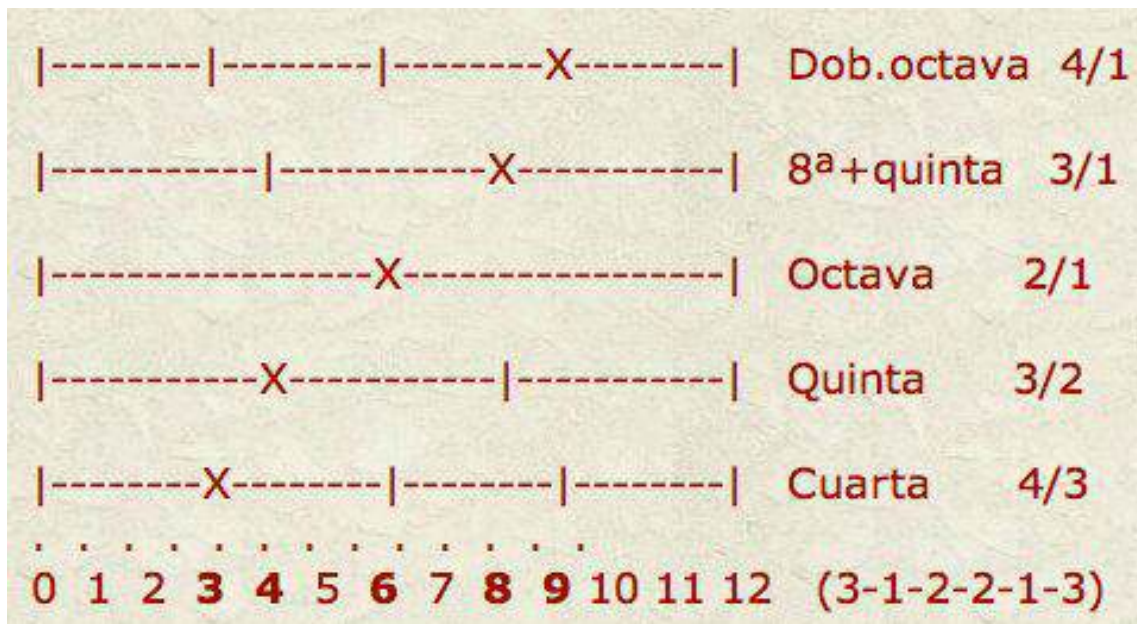 |--------|--------|--------X--------| Dob.octava 4/1
|-----------|-----------X-----------| 8ª+quinta 3/1
|-----------------X-----------------| Octava 2/1
|-----------X-----------|-----------| Quinta 3/2
|--------X--------|--------|--------| Cuarta 4/3
. . . . . . . . . . . . .
0 1 2 3 4 5 6 7 8 9 10 11 12 (3-1-2-2-1-3)